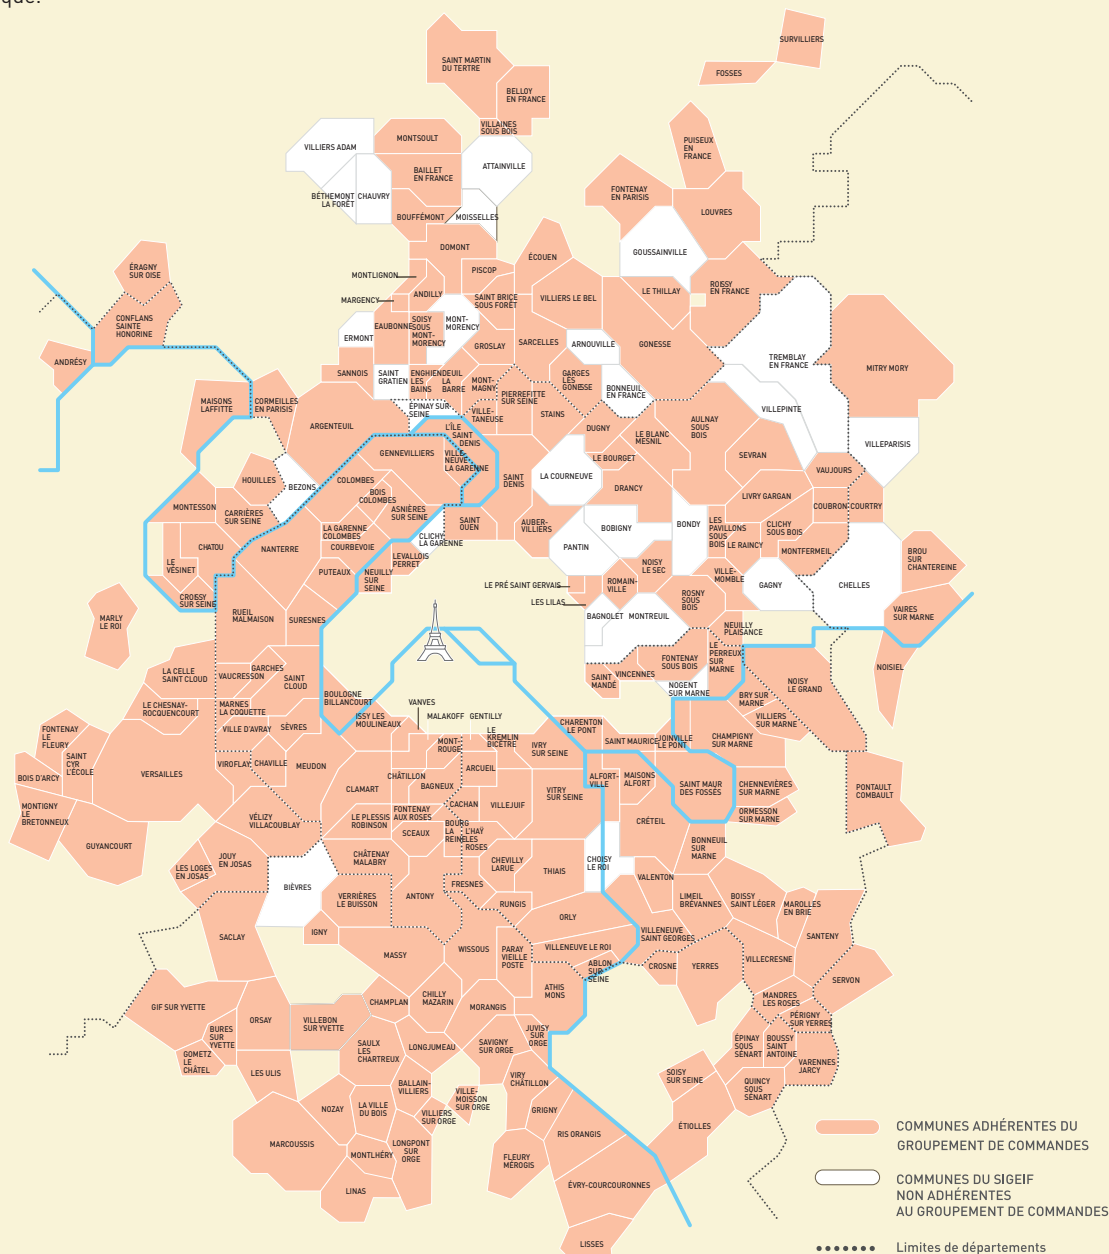 que.
SURVILLIERS
SAINT MARTIN
DU TERTRE
FOSSES
BELLOY
EN FRANCE
VILLAINES
SOUS BOIS
VILLIERS ADAM
MONTSOULT
PUISEUX
EN
FRANCE
ATTAINVILLE
BAILLET
EN FRANCE
BÉTHEMONT
LA FORÊT
CHAUVRY
FONTENAY
EN PARISIS
BOUFFÉMONT
MOISSELLES
LOUVRES
DOMONT
GOUSSAINVILLE
ÉCOUEN
ÉRAGNY
SUR OISE
MONTLIGNON
PISCOP
ROISSY
EN FRANCE
MARGENCY
ANDILLY
SAINT BRICE
SOUS FORÊT
VILLIERS LE BEL
LE THILLAY
CONFLANS
SAINTE
HONORINE
EAUBONNE
SOISY
SOUS
MONT-
MORENCY
MONT-
MORENCY
ERMONT
GROSLAY
SARCELLES
ARNOUVILLE
GONESSE
TREMBLAY
EN FRANCE
MITRY MORY
ANDRÉSY
SANNOIS
SAINT
GRATIEN
ENGHIEN
LES
BAINS
DEUIL
LA
BARRE
MONT-
MAGNY
GARGES
LÈS
GONESSE
BONNEUIL
EN FRANCE
PIERREFITTE
SUR SEINE
MAISONS
LAFFITTE
CORMEILLES
EN PARISIS
ÉPINAY SUR
SEINE
VILLE-
TANEUSE
STAINS
VILLEPINTE
ARGENTEUIL
L'ÎLE
SAINT
DENIS
DUGNY
LE BLANC
MESNIL
AULNAY
SOUS
BOIS
VILLEPARISIS
GENNEVILLIERS
VILLE-
NEUVE-
LA GARENNE
LE BOURGET
SEVRAN
VAUJOURS
HOUILLES
BEZONS
COLOMBES
SAINT
DENIS
LA COURNEUVE
DRANCY
BOIS
COLOMBES
LIVRY GARGAN
MONTESSON
CARRIÈRES
SUR SEINE
ASNIÈRES
SUR SEINE
COUBRON
COURTRY
SAINT
OUEN
AUBER-
VILLIERS
BOBIGNY
BONDY
LES
PAVILLONS
SOUS
BOIS
CLICHY
SOUS BOIS
LA GARENNE
COLOMBES
CLICHY
LA GARENNE
CHATOU
NANTERRE
COURBEVOIE
PANTIN
LE RAINCY
MONTFERMEIL
BROU
SUR
CHANTEREINE
LE
VÉSINET
LEVALLOIS
PERRET
NOISY
LE SEC
PUTEAUX
NEUILLY
SUR
SEINE
LE PRÉ SAINT GERVAIS
ROMAIN-
VILLE
VILLE-
MOMBLE
GAGNY
CHELLES
CROISSY
SUR SEINE
LES LILAS
ROSNY
SOUS
BOIS
MARLY
LE ROI
RUEIL
MALMAISON
SURESNES
BAGNOLET
MONTREUIL
VAIRES
SUR MARNE
NEUILLY
PLAISANCE
LE
PERREUX
SUR
MARNE
LA CELLE
SAINT CLOUD
GARCHES
VAUCRESSON
SAINT
CLOUD
FONTENAY
SOUS BOIS
NOISIEL
VINCENNES
SAINT
MANDÉ
NOGENT
SUR MARNE
NOISY
LE GRAND
BOULOGNE
BILLANCOURT
BRY SUR
MARNE
LE CHESNAY-
ROCQUENCOURT
MARNES
LA COQUETTE
VANVES
ISSY LES
MOULINEAUX
MALAKOFF
GENTILLY
CHARENTON
LE PONT
VILLIERS
SUR MARNE
FONTENAY
LE
FLEURY
VILLE D'AVRAY
SÈVRES
LE
KREMLIN
BICÊTRE
SAINT MAURICE
JOINVILLE
LE PONT
CHAMPIGNY
SUR MARNE
MONT-
ROUGE
IVRY
SUR SEINE
SAINT
CYR
L'ÉCOLE
VIROFLAY
CHAVILLE
MEUDON
ARCUEIL
BOIS D'ARCY
VERSAILLES
CHÂTILLON
ALFORT-
VILLE
MAISONS
ALFORT
SAINT MAUR
DES FOSSÉS
CHENNEVIÈRES
SUR MARNE
CLAMART
BAGNEUX
VITRY
SUR SEINE
PONTAULT
COMBAULT
MONTIGNY
LE
BRETONNEUX
CACHAN
VILLEJUIF
VÉLIZY
VILLACOUBLAY
LE PLESSIS
ROBINSON
FONTENAY
AUX ROSES
ORMESSON
SUR MARNE
SCEAUX
BOURG
LA
REINE
L'HAŸ
LES
ROSES
CRÉTEIL
GUYANCOURT
BONNEUIL
SUR
MARNE
JOUY
EN JOSAS
CHÂTENAY
MALABRY
CHEVILLY
LARUE
CHOISY
LE ROI
LES LOGES
EN JOSAS
THIAIS
BIÈVRES
FRESNES
VALENTON
VERRIÈRES
LE BUISSON
ANTONY
RUNGIS
LIMEIL
BRÉVANNES
BOISSY
SAINT LÉGER
MAROLLES
EN BRIE
ORLY
SACLAY
IGNY
VILLENEUVE
SAINT GEORGES
SANTENY
MASSY
WISSOUS
PARAY
VIEILLE
POSTE
VILLENEUVE LE ROI
VILLECRESNE
ABLON
SUR
SEINE
CROSNE
YERRES
SERVON
GIF SUR YVETTE
CHAMPLAN
CHILLY
MAZARIN
ATHIS
MONS
MANDRES
LES ROSES
ORSAY
VILLEBON
SUR YVETTE
MORANGIS
PÉRIGNY
SUR YERRES
BURES
SUR
YVETTE
JUVISY
SUR
ORGE
GOMETZ
LE
CHÂTEL
SAULX
LES
CHARTREUX
LONGJUMEAU
SAVIGNY
SUR ORGE
ÉPINAY
SOUS
SÉNART
BOUSSY
SAINT
ANTOINE
VARENNES
JARCY
LES ULIS
BALLAIN-
VILLIERS
VIRY
CHÂTILLON
SOISY
SUR SEINE
QUINCY
SOUS
SÉNART
NOZAY
LA VILLE
DU BOIS
VILLE-
MOISSON
SUR ORGE
VILLIERS
SUR ORGE
GRIGNY
ÉTIOLLES
MARCOUSSIS
LONGPONT
SUR
ORGE
RIS ORANGIS
MONTLHÉRY
FLEURY
MÉROGIS
LINAS
ÉVRY-COURCOURONNES
LISSES
COMMUNES ADHÉRENTES DU
GROUPEMENT DE COMMANDES
COMMUNES DU SIGEIF
NON ADHÉRENTES
AU GROUPEMENT DE COMMANDES
Limites de départements